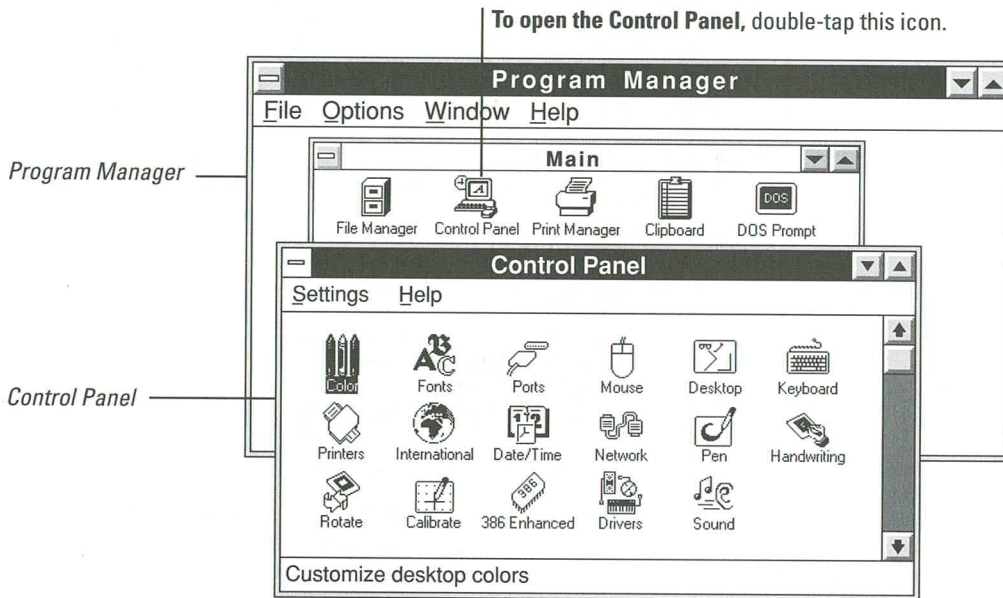 To open the Control Panel, double-tap this icon.
Program Manager
File Options Window Help
Program Manager
Main
File Manager Control Panel Print Manager Clipboard DOS Prompt
DOS
Control Panel
Settings Help
Control Panel
Color Fonts Ports Mouse Desktop Keyboard
Printers International Date/Time Network Pen Handwriting
Rotate Calibrate 386 Enhanced Drivers Sound
Customize desktop colors